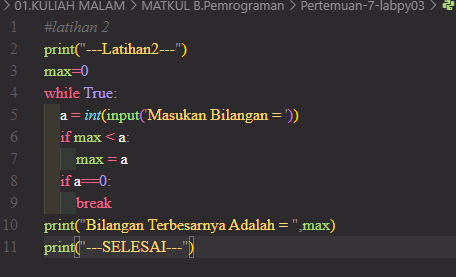 > 01.KULIAH MALAM > MATKUL B.Pemrograman > Pertemuan-7-labpy03 >
1 #latihan 2
2 print("---Latihan2---")
3 max=0
4 while True:
5 a = int(input('Masukan Bilangan = '))
6 if max < a:
7 max = a
8 if a==0:
9 break
10 print("Bilangan Terbesarnya Adalah = ",max)
11 print("---SELESAI---")